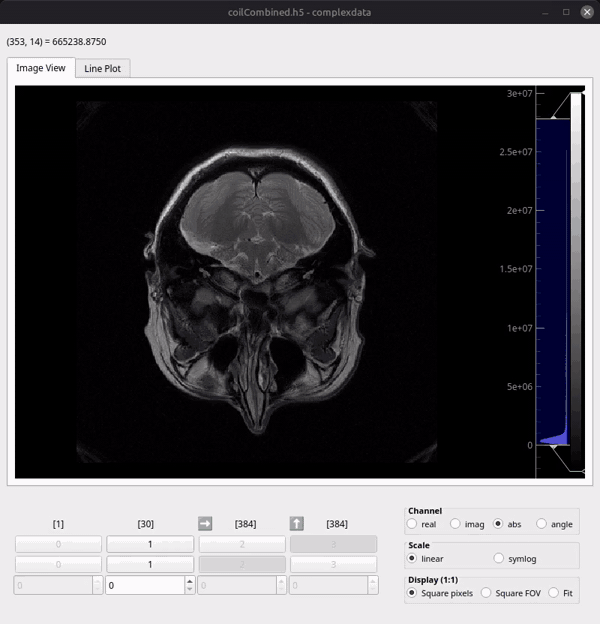 coilCombined.h5 - complexdata
(353, 14) = 665238.8750
Image View Line Plot
3e+07
2.5e+07
2e+07
1.5e+07
1e+07
5e+06
0
[1] [30] [384] [384]
0 1 2 3
0 1 2 3
0 0 0 0
Channel
real imag abs angle
Scale
linear symlog
Display (1:1)
Square pixels Square FOV Fit